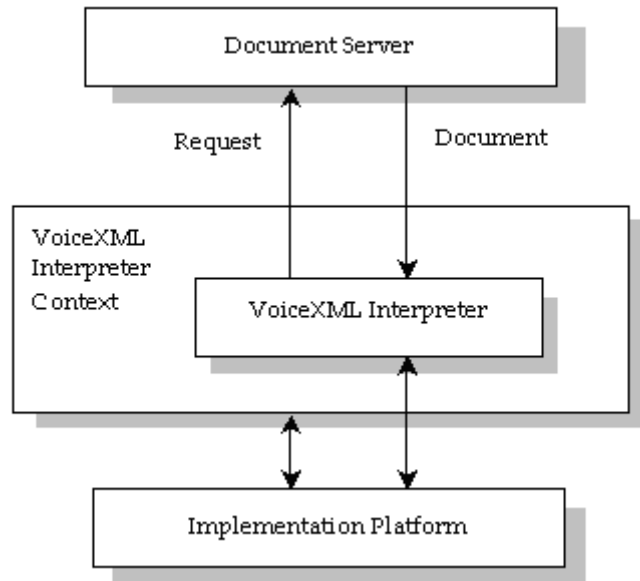 Document Server
Request
Document
VoiceXML
Interpreter
Context
VoiceXML Interpreter
Implementation Platform